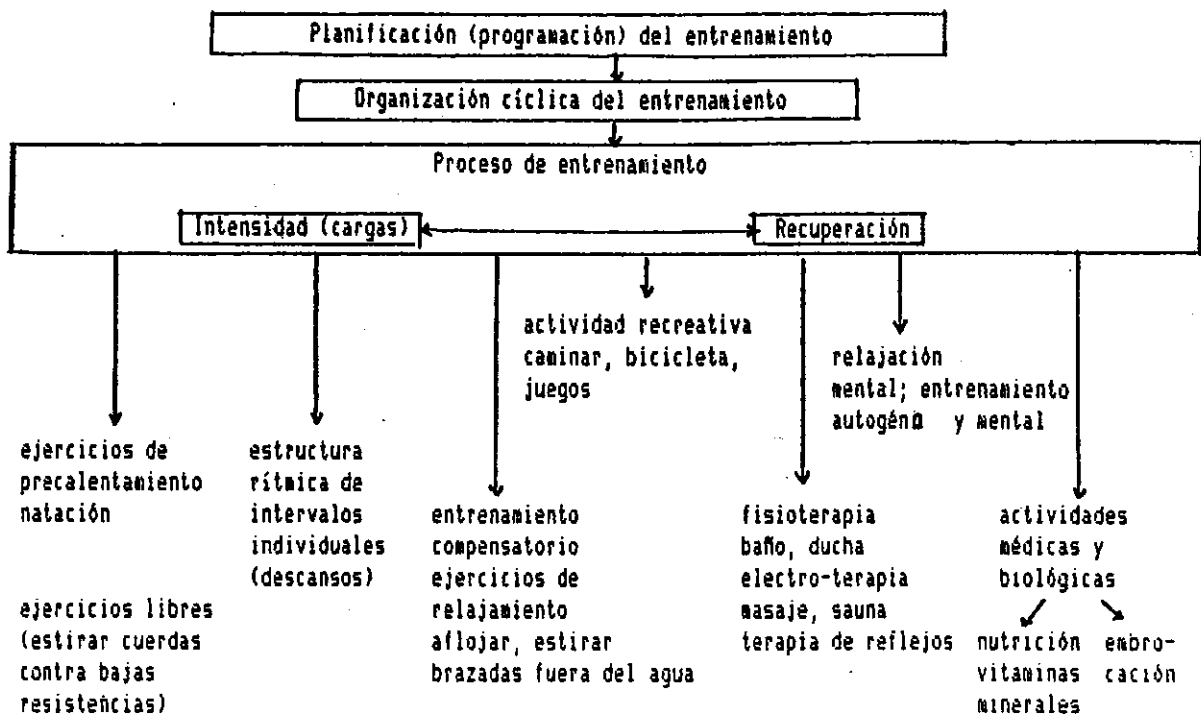 Planificación (programación) del entrenamiento
Organización cíclica del entrenamiento
Proceso de entrenamiento
Intensidad (cargas)
Recuperación
ejercicios de
precalentamiento
natación
ejercicios libres
(estirar cuerdas
contra bajas
resistencias)
estructura
rítmica de
intervalos
individuales
(descansos)
entrenamiento
compensatorio
ejercicios de
relajamiento
aflojar, estirar
brazadas fuera del agua
actividad recreativa
caminar, bicicleta,
juegos
fisioterapia
baño, ducha
electro-terapia
masaje, sauna
terapia de reflejos
relajación
mental; entrenamiento
autogéno y mental
actividades
médicas y
biológicas
nutrición
vitaminas
minerales
embro-
cación